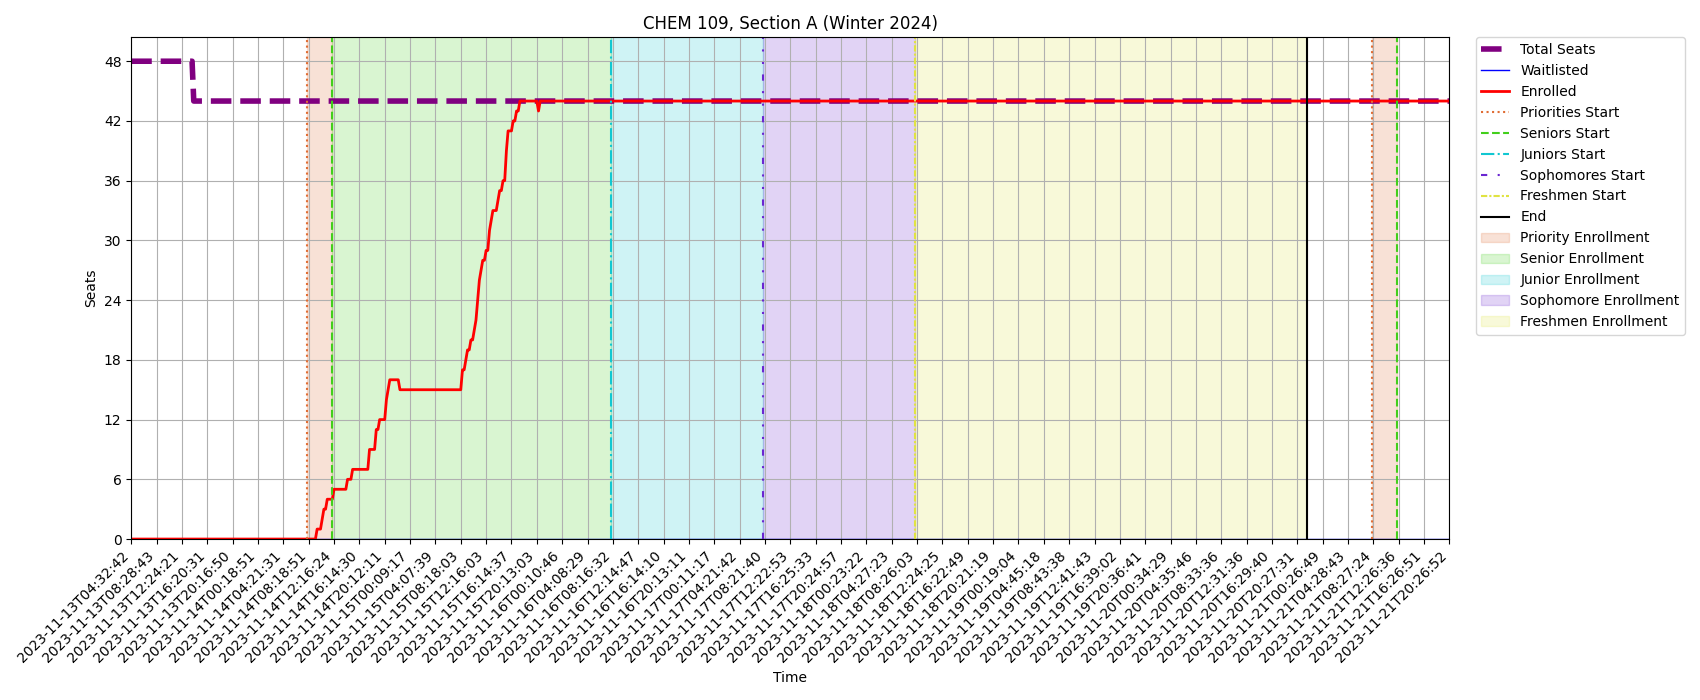 CHEM 109, Section A (Winter 2024)
48
42
36
30
24
18
12
6
0
Seats
2023-11-13T04:32:42
2023-11-13T08:28:43
2023-11-13T12:24:21
2023-11-13T16:20:31
2023-11-13T20:16:50
2023-11-14T00:18:51
2023-11-14T04:21:31
2023-11-14T08:18:51
2023-11-14T12:16:24
2023-11-14T16:14:30
2023-11-14T20:12:11
2023-11-15T00:09:17
2023-11-15T04:07:39
2023-11-15T08:18:03
2023-11-15T12:16:03
2023-11-15T16:14:37
2023-11-15T20:13:03
2023-11-16T00:10:46
2023-11-16T04:08:29
2023-11-16T08:16:32
2023-11-16T12:14:47
2023-11-16T16:14:10
2023-11-16T20:13:11
2023-11-17T00:11:17
2023-11-17T04:21:42
2023-11-17T08:21:40
2023-11-17T12:22:53
2023-11-17T16:25:33
2023-11-17T20:24:57
2023-11-18T00:23:22
2023-11-18T04:27:23
2023-11-18T08:26:03
2023-11-18T12:24:25
2023-11-18T16:22:49
2023-11-18T20:21:19
2023-11-19T00:19:04
2023-11-19T04:45:18
2023-11-19T08:43:38
2023-11-19T12:41:43
2023-11-19T16:39:02
2023-11-19T20:36:41
2023-11-20T00:34:29
2023-11-20T04:35:46
2023-11-20T08:33:36
2023-11-20T12:31:36
2023-11-20T16:29:40
2023-11-20T20:27:31
2023-11-21T00:26:49
2023-11-21T04:28:43
2023-11-21T08:27:24
2023-11-21T12:26:36
2023-11-21T16:26:51
2023-11-21T20:26:52
Time
Total Seats
Waitlisted
Enrolled
Priorities Start
Seniors Start
Juniors Start
Sophomores Start
Freshmen Start
End
Priority Enrollment
Senior Enrollment
Junior Enrollment
Sophomore Enrollment
Freshmen Enrollment